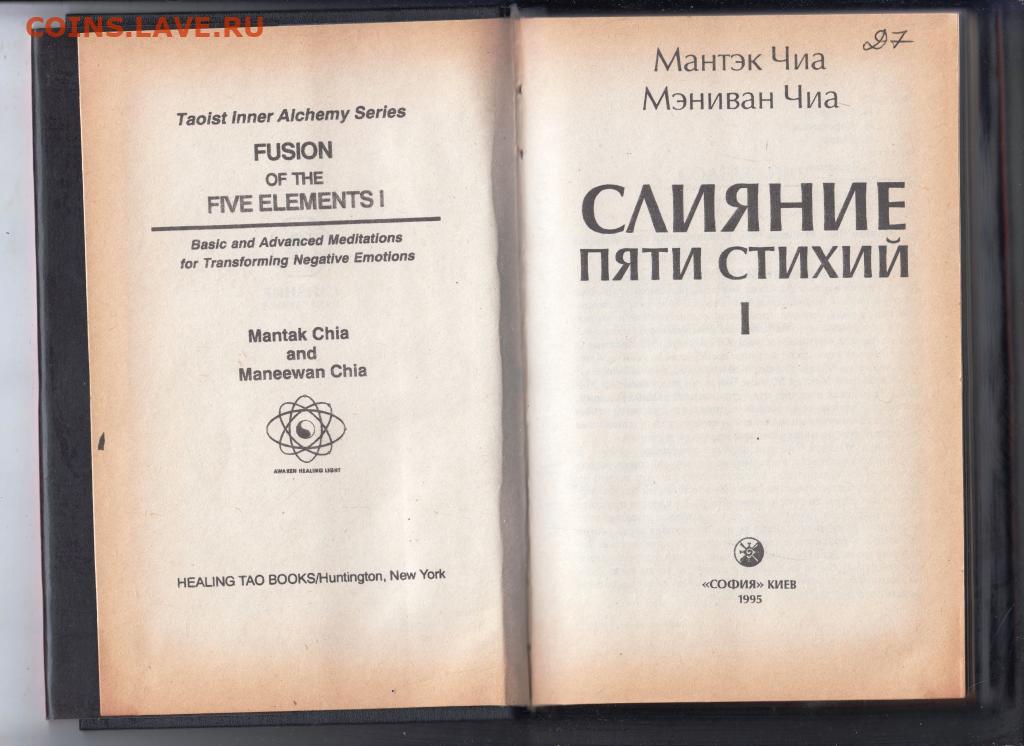 COINS.LAVE.RU
Taoist Inner Alchemy Series
FUSION
OF THE
FIVE ELEMENTS I
Basic and Advanced Meditations
for Transforming Negative Emotions
Mantak Chia
and
Maneewan Chia
AWAKEN HEALING LIGHT
HEALING TAO BOOKS/Huntington, New York
Д7
Мантэк Чиа
Мэниван Чиа
СЛИЯНИЕ
ПЯТИ СТИХИЙ
I
«СОФИЯ» КИЕВ
1995